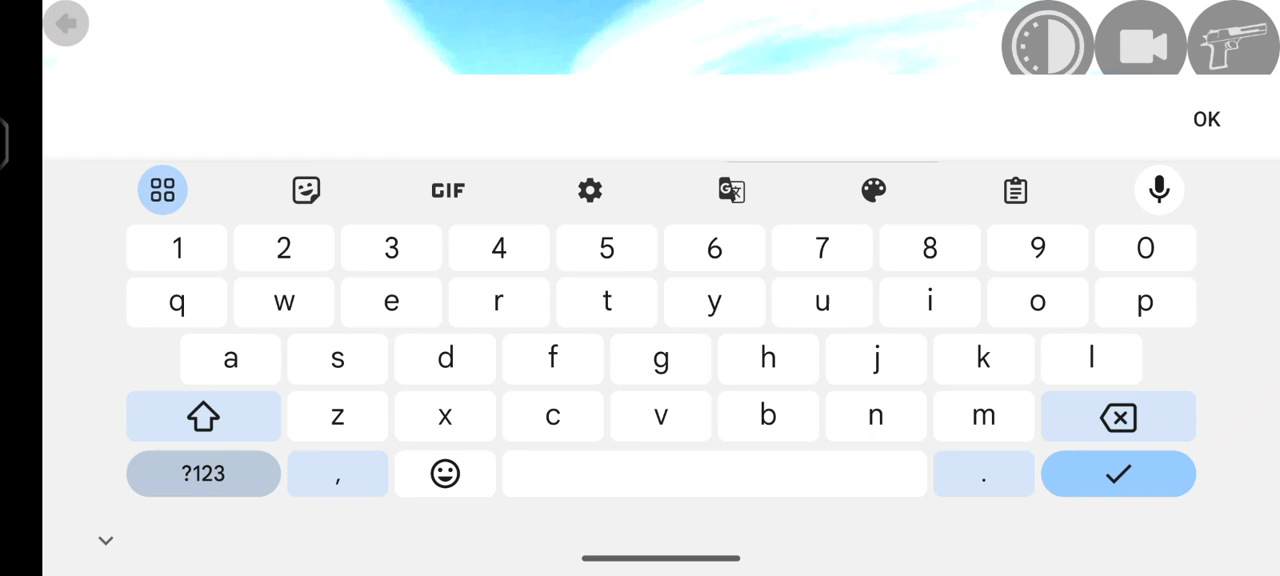 OK
GIF
1 2 3 4 5 6 7 8 9 0
q w e r t y u i o p
a s d f g h j k l
z x c v b n m
?123 , .